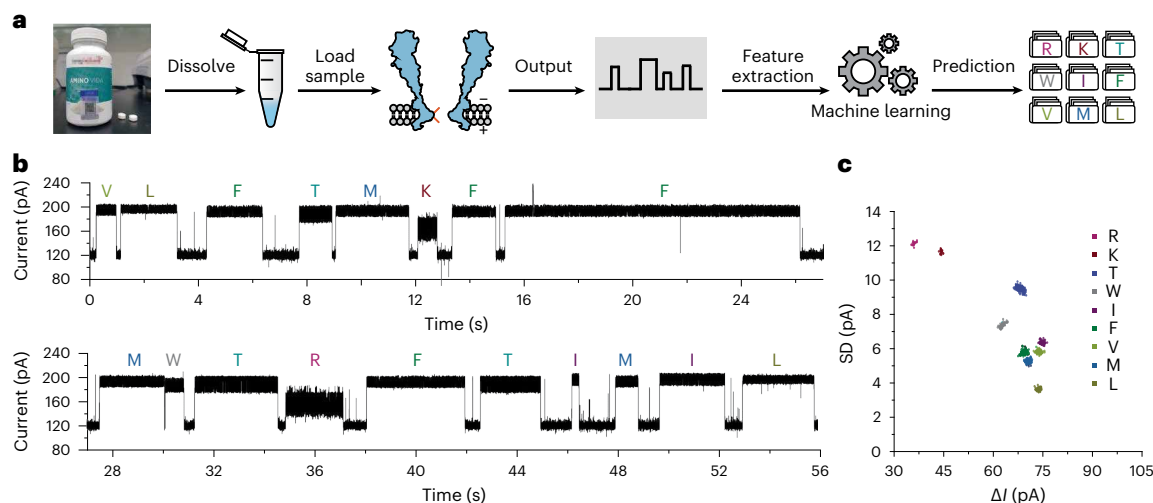 a
AMINO VIDA
Dissolve
Load
sample
−
+
Output
Feature
extraction
Machine learning
Prediction
R K T
W I F
V M L
b
Current (pA)
240
200
160
120
80
V L F T M K F F
0 4 8 12 16 20 24
Time (s)
Current (pA)
240
200
160
120
80
M W T R F T I M I L
28 32 36 40 44 48 52 56
Time (s)
c
SD (pA)
14
12
10
8
6
4
2
0
R
K
T
W
I
F
V
M
L
30 45 60 75 90 105
ΔI (pA)